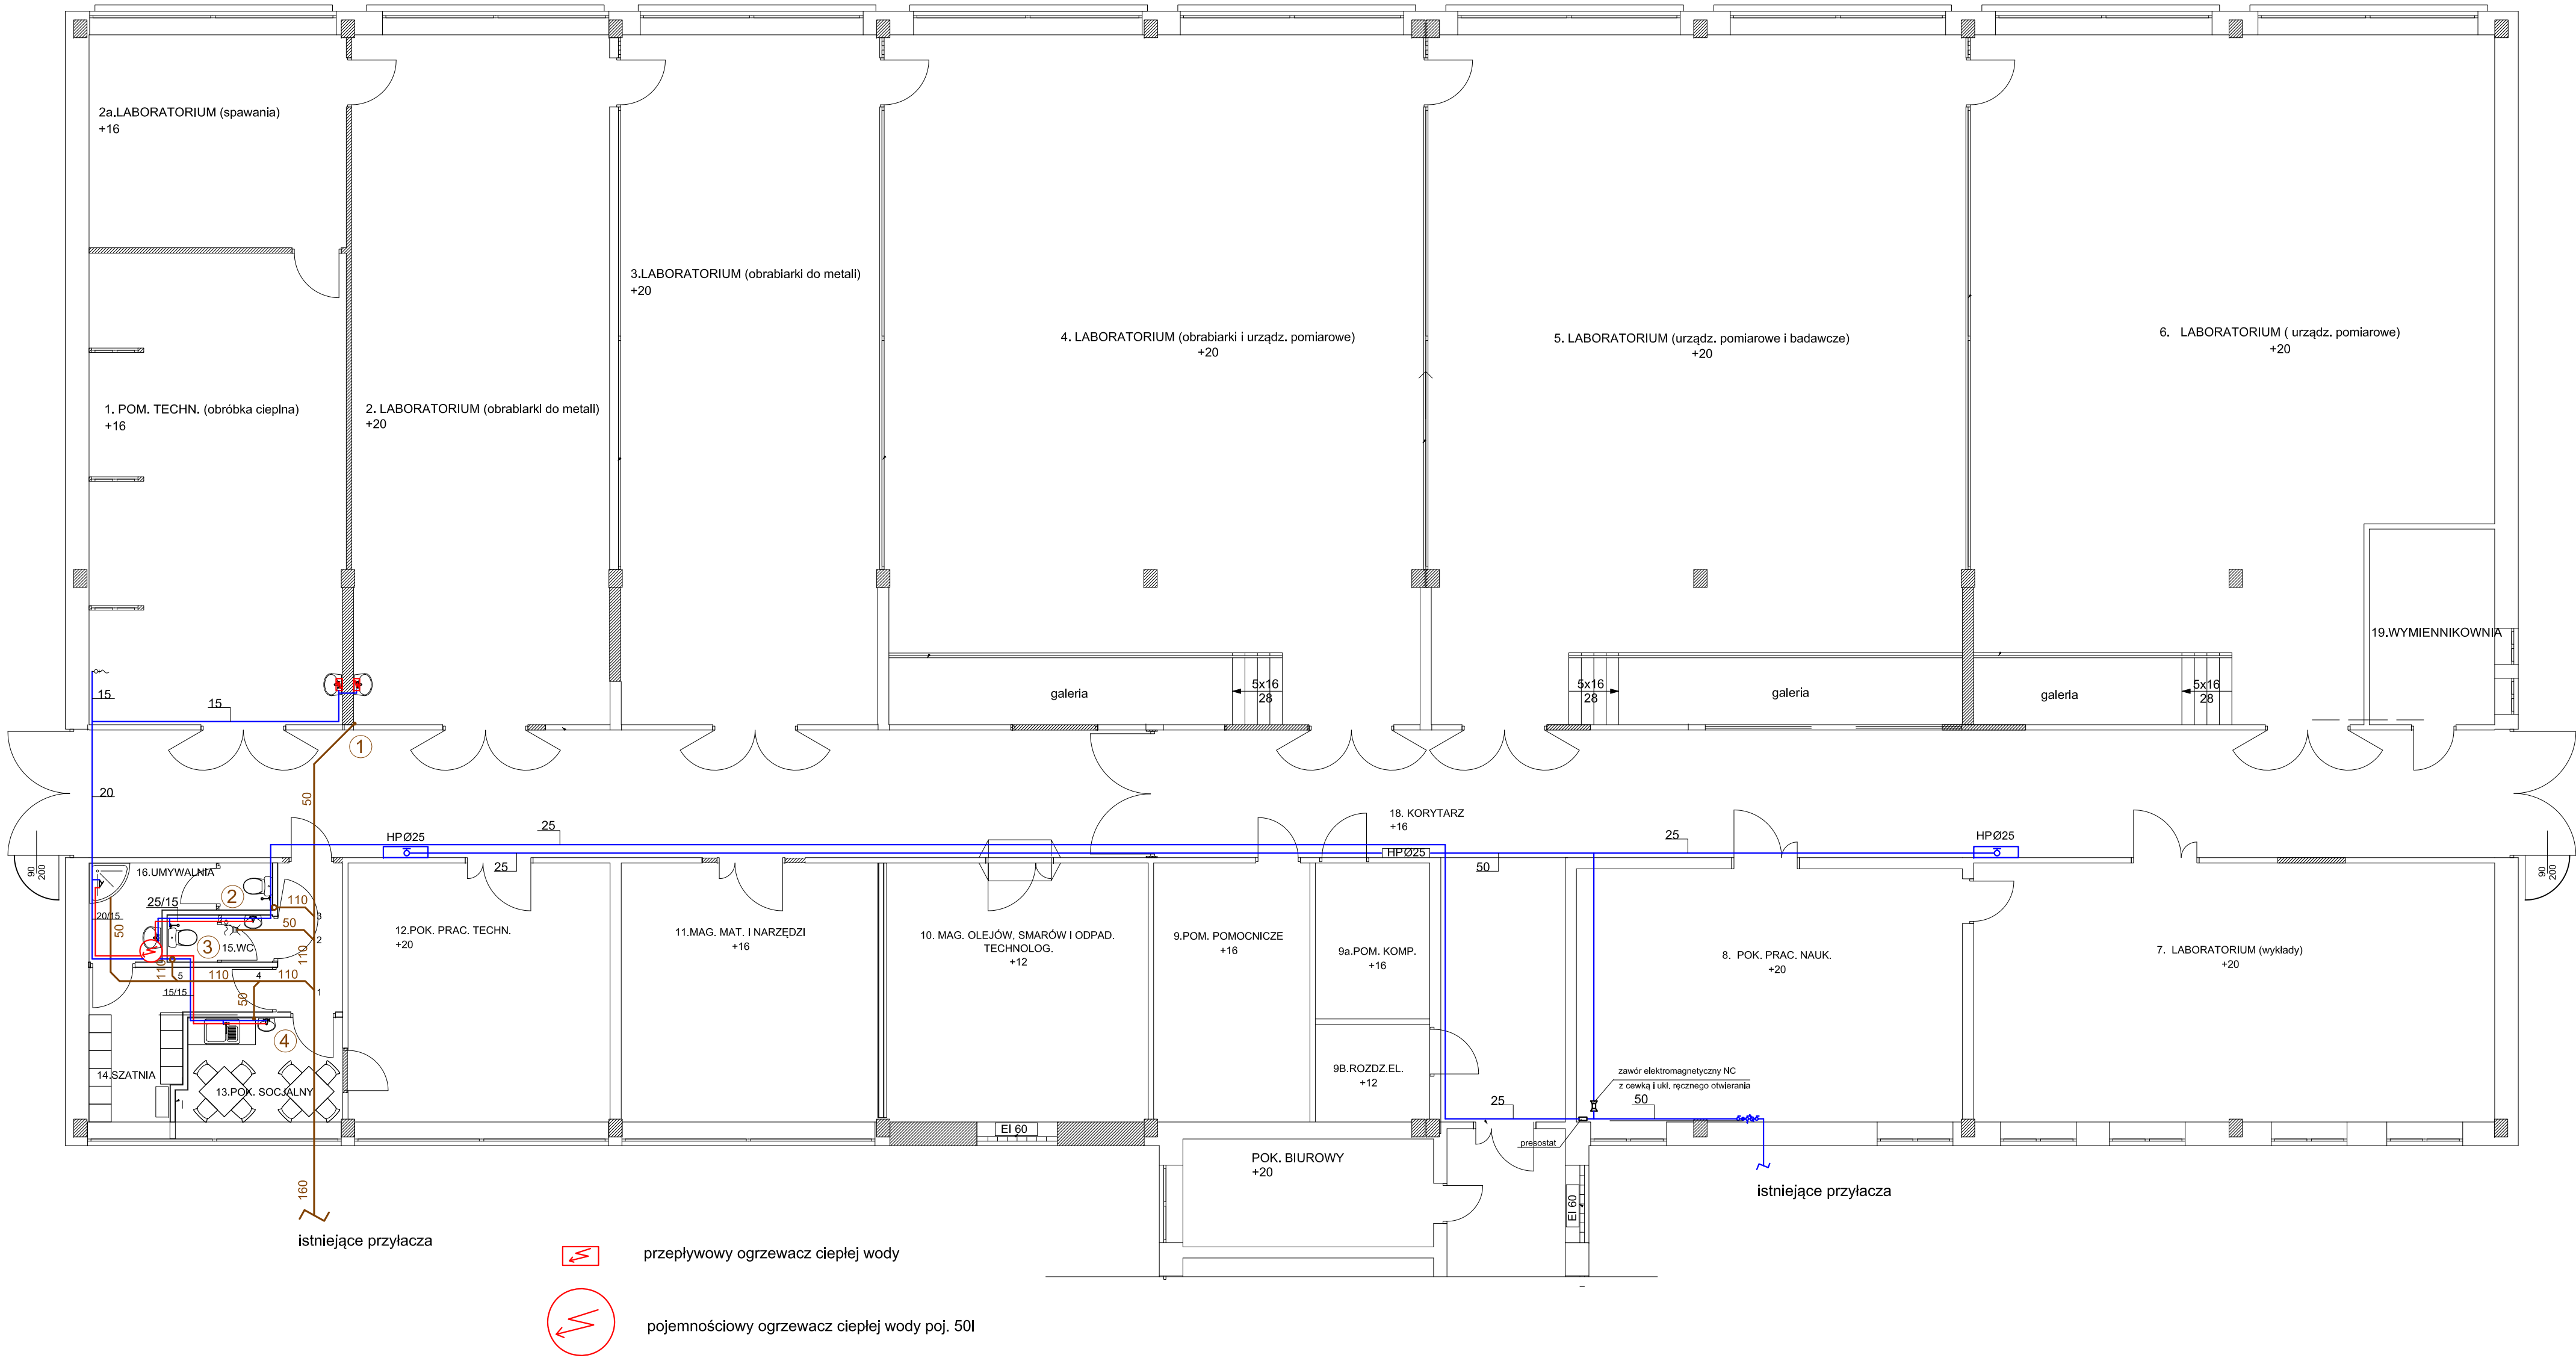 2a.LABORATORIUM (spawania)
+16
3.LABORATORIUM (obrabiarki do metali)
+20
4. LABORATORIUM (obrabiarki i urządz. pomiarowe)
+20
5. LABORATORIUM (urządz. pomiarowe i badawcze)
+20
6. LABORATORIUM ( urządz. pomiarowe)
+20
1. POM. TECHN. (obróbka cieplna)
+16
2. LABORATORIUM (obrabiarki do metali)
+20
19.WYMIENNIKOWNIA
galeria
5x16
28
5x16
28
galeria
galeria
5x16
28
15
15
1
20
50
18. KORYTARZ
+16
HPØ25
25
25
HPØ25
50
25
HPØ25
90
200
90
200
16.UMYWALNIA
2
110
3
25/15
20/15
50
50
2
3
15.WC
110
110
5
110
4
110
1
15/15
50
4
14.SZATNIA
13.POK. SOCJALNY
12.POK. PRAC. TECHN.
+20
11.MAG. MAT. I NARZĘDZI
+16
10. MAG. OLEJÓW, SMARÓW I ODPAD.
TECHNOLOG.
+12
9.POM. POMOCNICZE
+16
9a.POM. KOMP.
+16
9B.ROZDZ.EL.
+12
8. POK. PRAC. NAUK.
+20
7. LABORATORIUM (wykłady)
+20
zawór elektromagnetyczny NC
z cewką i ukł. ręcznego otwierania
25
50
presostat
EI 60
EI 60
POK. BIUROWY
+20
160
istniejące przyłacza
istniejące przyłacza
przepływowy ogrzewacz ciepłej wody
pojemnościowy ogrzewacz ciepłej wody poj. 50l